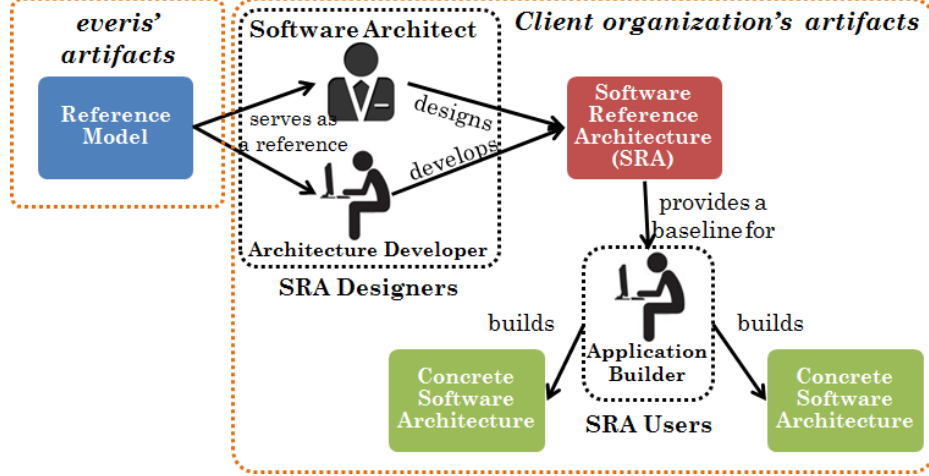 everis’
artifacts
Reference
Model
Client organization’s artifacts
Software Architect
serves as
a reference
designs
develops
Architecture Developer
SRA Designers
Software
Reference
Architecture
(SRA)
provides a
baseline for
Application
Builder
SRA Users
builds
builds
Concrete
Software
Architecture
Concrete
Software
Architecture